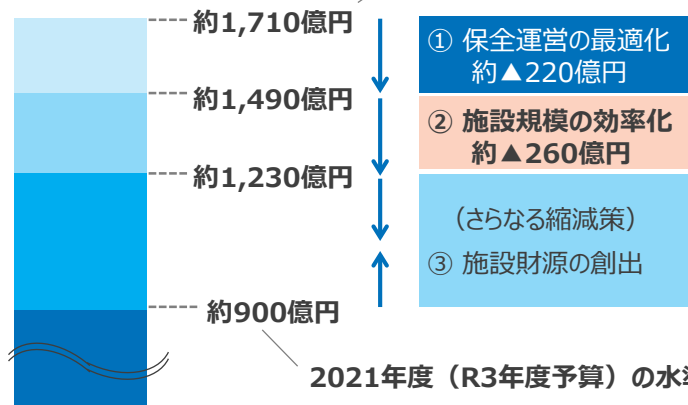 約1,710億円
① 保全運営の最適化
約▲220億円
約1,490億円
② 施設規模の効率化
約▲260億円
約1,230億円
（さらなる縮減策）
③ 施設財源の創出
約900億円
2021年度（R3年度予算）の水準